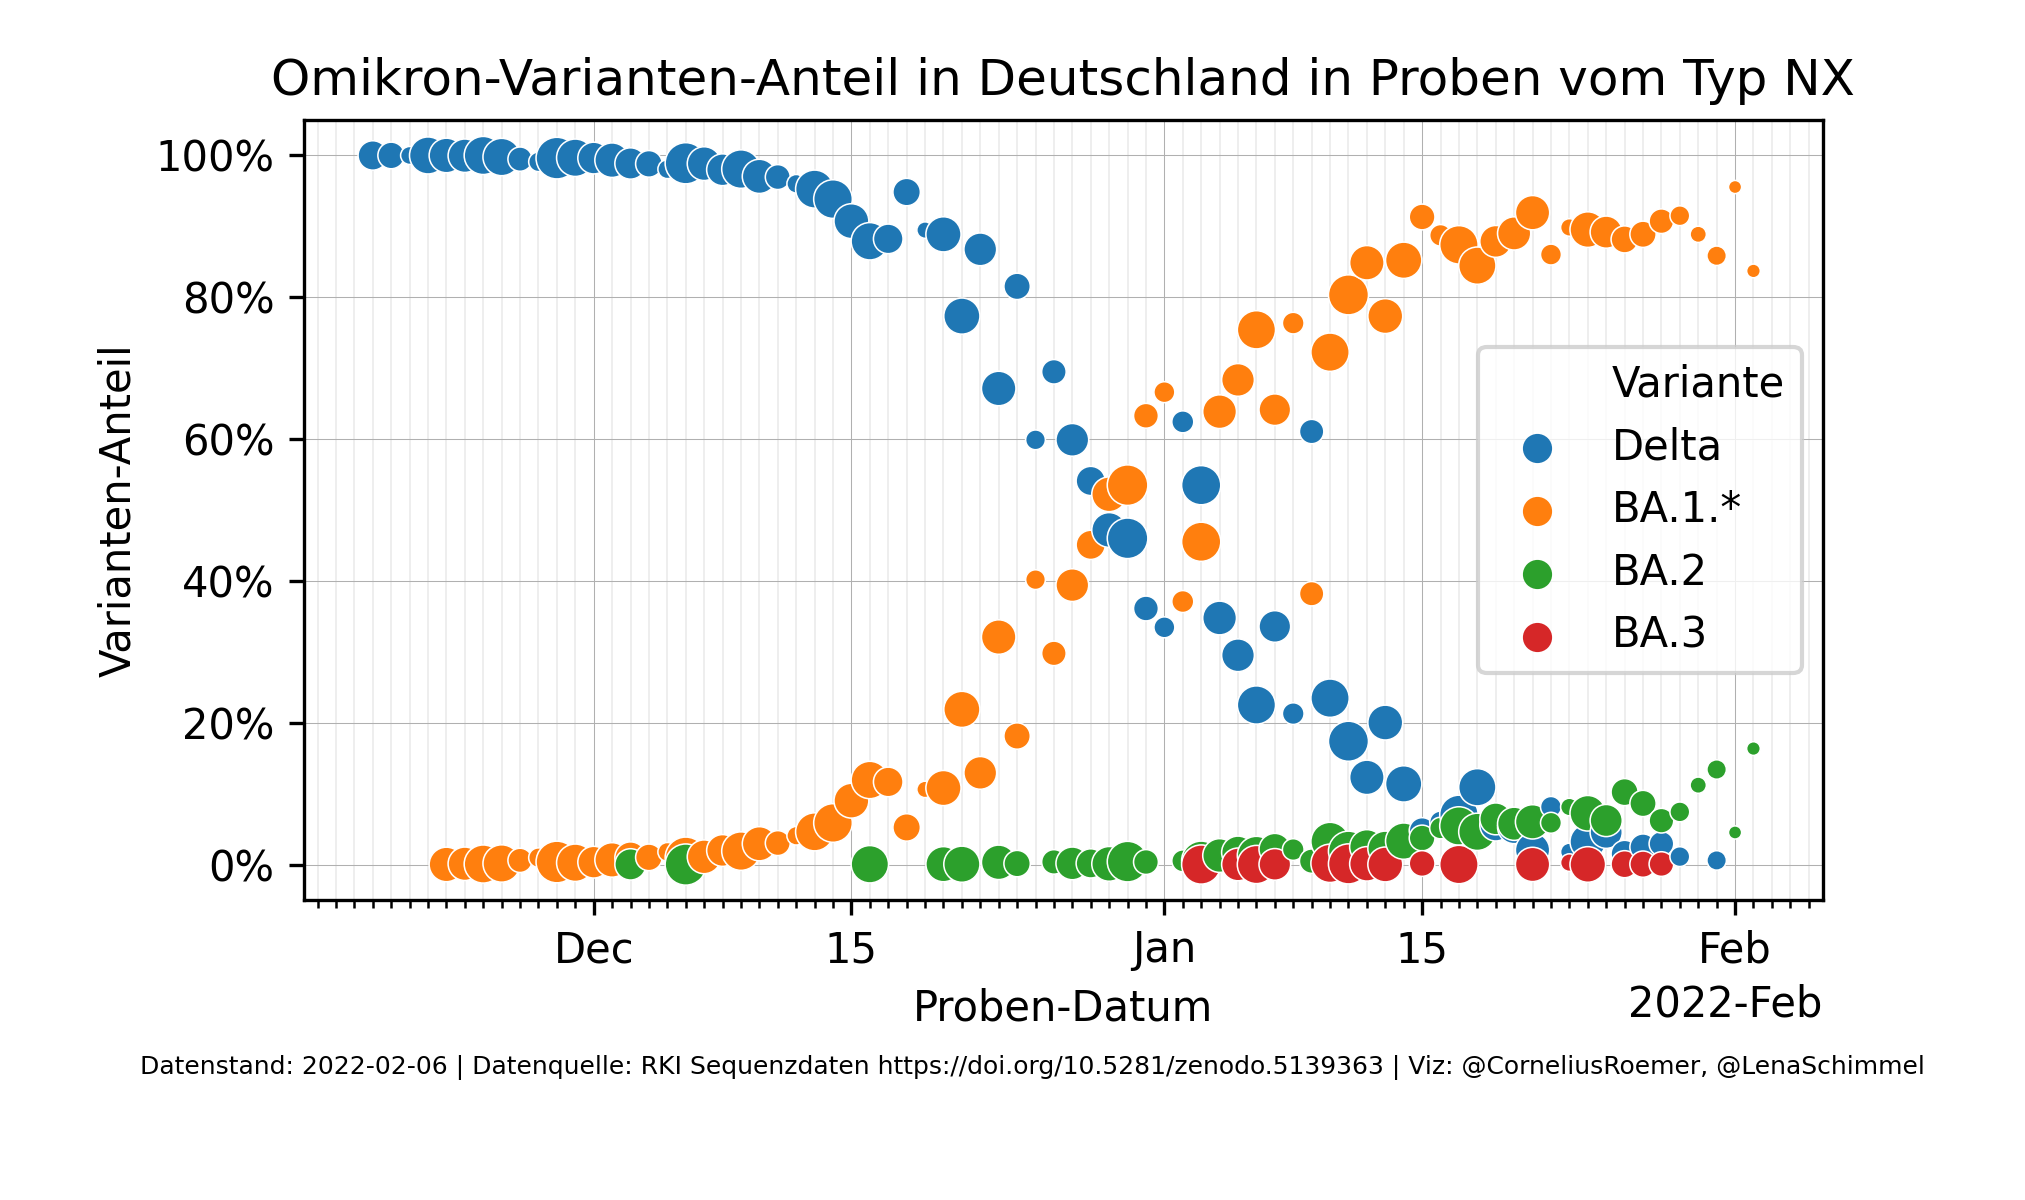 Omikron-Varianten-Anteil in Deutschland in Proben vom Typ NX
100%
80%
60%
40%
20%
0%
Varianten-Anteil
Variante
Delta
BA.1.*
BA.2
BA.3
Dec 15 Jan 15 Feb
2022-Feb
Proben-Datum
Datenstand: 2022-02-06 | Datenquelle: RKI Sequenzdaten https://doi.org/10.5281/zenodo.5139363 | Viz: @CorneliusRoemer, @LenaSchimmel